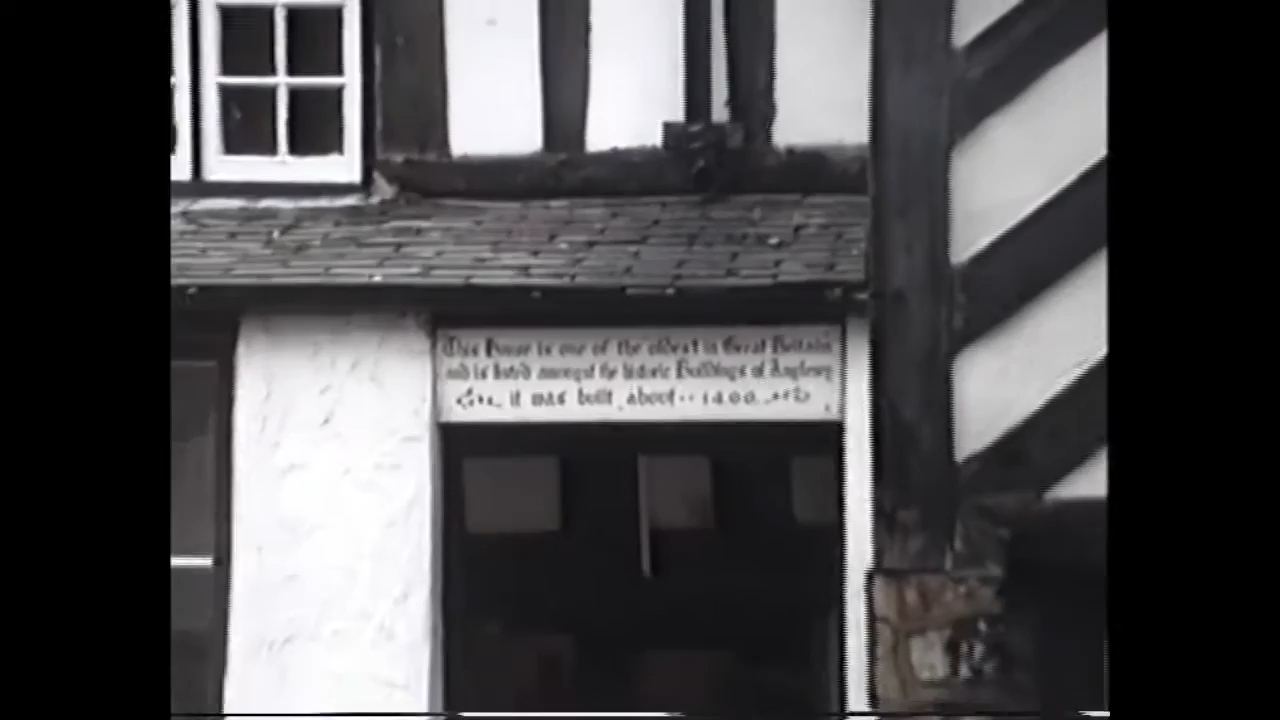 This House is one of the oldest in Great Britain
and is listed amongst the historic Buildings of Anglesey
it was built about 1400